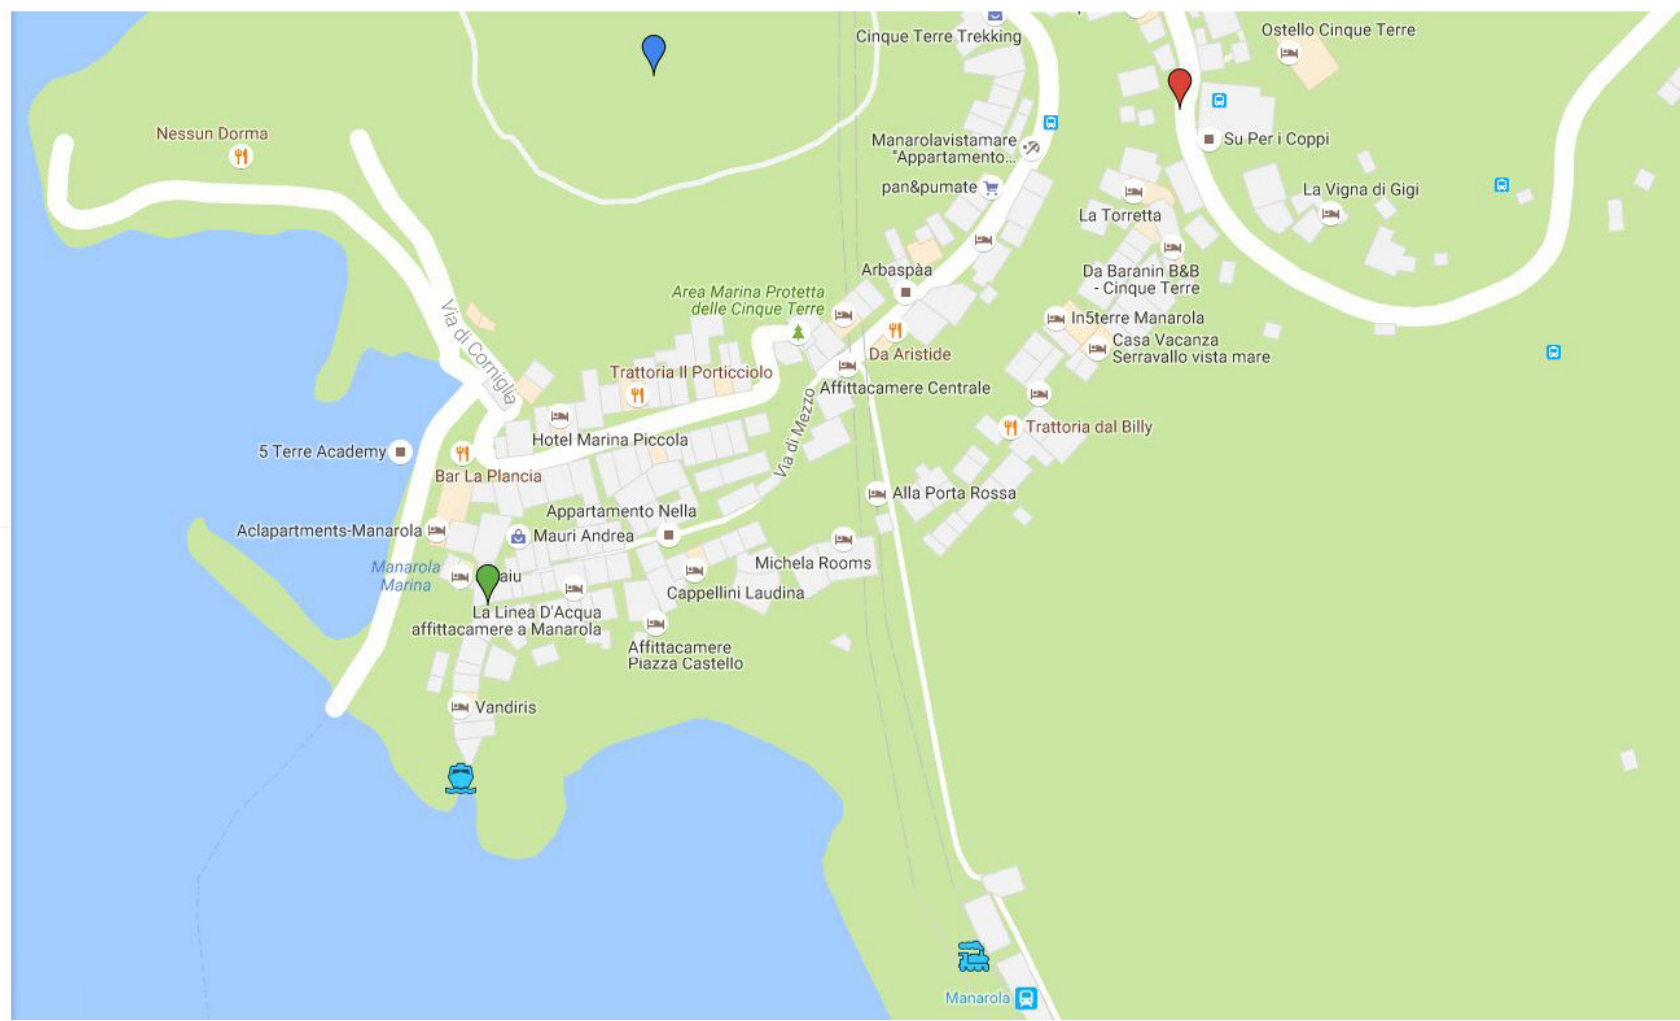 Cinque Terre Trekking
Ostello Cinque Terre
Nessun Dorma
Manarolavistamare
"Appartamento...
Su Per i Coppi
pan&pumate
La Vigna di Gigi
La Torretta
Arbaspàa
Da Baranin B&B
- Cinque Terre
Area Marina Protetta
delle Cinque Terre
Via di Corniglia
In5terre Manarola
Casa Vacanza
Serravallo vista mare
Da Aristide
Trattoria Il Porticciolo
Affittacamere Centrale
Via di Mezzo
Trattoria dal Billy
Hotel Marina Piccola
5 Terre Academy
Bar La Plancia
Alla Porta Rossa
Appartamento Nella
Aclapartments-Manarola
Mauri Andrea
Michela Rooms
Manarola
Marina
aiu
Cappellini Laudina
La Linea D'Acqua
affittacamere a Manarola
Affittacamere
Piazza Castello
Vandiris
Manarola